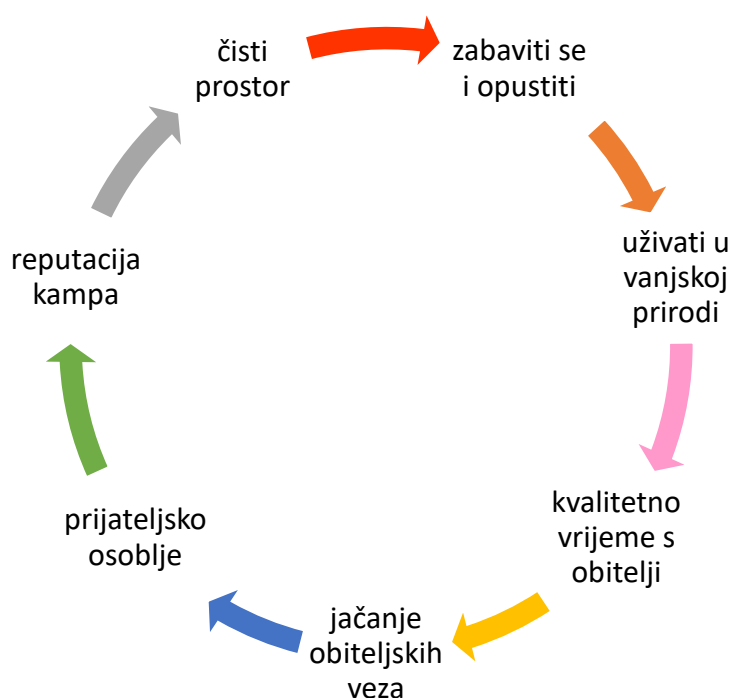 čisti
prostor
zabaviti se
i opustiti
uživati u
vanjskoj
prirodi
kvalitetno
vrijeme s
obitelji
jačanje
obiteljskih
veza
prijateljsko
osoblje
reputacija
kampa